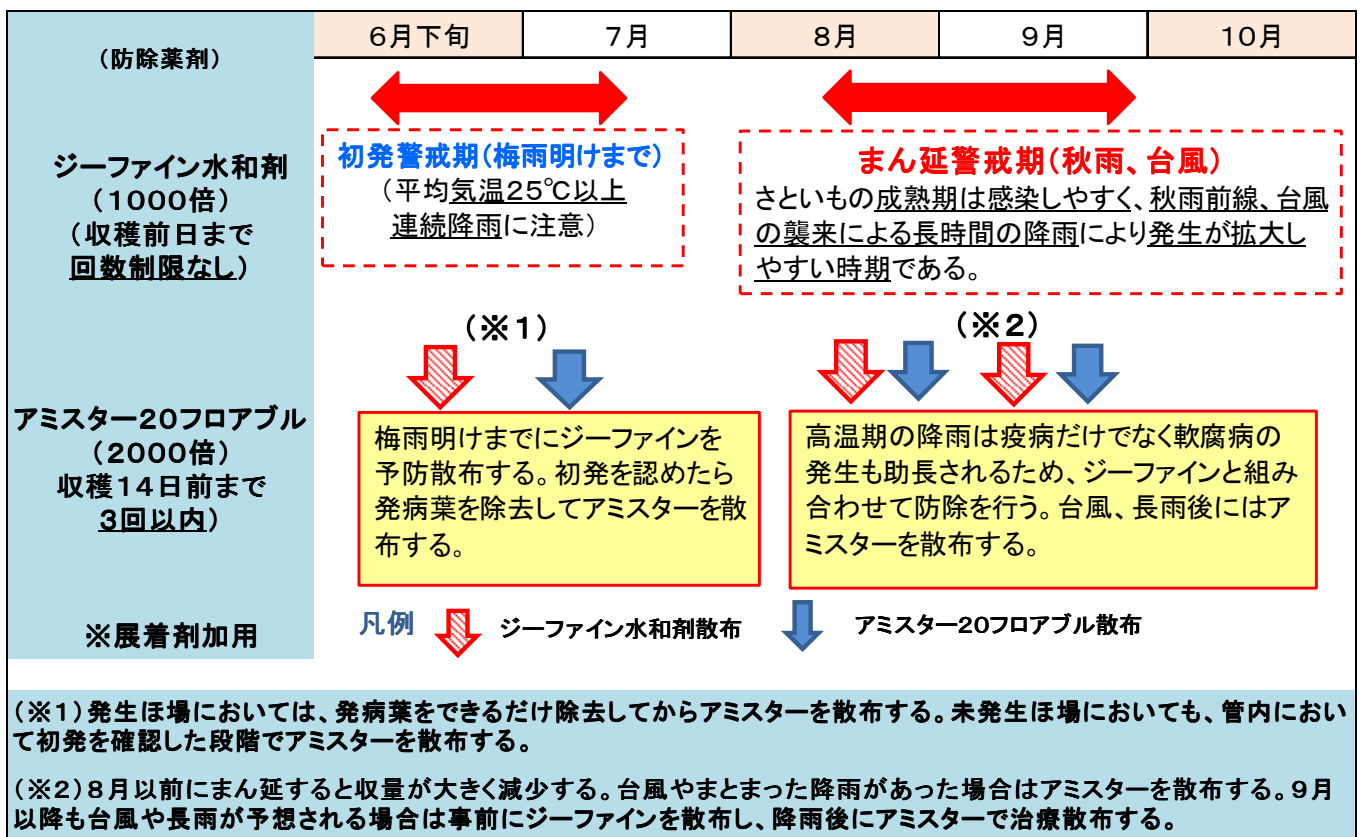 (防除薬剤)
6月下旬
7月
8月
9月
10月
ジーファイン水和剤
(1000倍)
(収穫前日まで
回数制限なし)
初発警戒期(梅雨明けまで)
(平均気温25℃以上
連続降雨に注意)
まん延警戒期(秋雨、台風)
さといもの成熟期は感染しやすく、秋雨前線、台風
の襲来による長時間の降雨により発生が拡大し
やすい時期である。
(※1)
(※2)
アミスター20フロアブル
(2000倍)
収穫14日前まで
3回以内)
梅雨明けまでにジーファインを
予防散布する。初発を認めたら
発病葉を除去してアミスターを散
布する。
高温期の降雨は疫病だけでなく軟腐病の
発生も助長されるため、ジーファインと組み
合わせて防除を行う。台風、長雨後にはア
ミスターを散布する。
※展着剤加用
凡例
ジーファイン水和剤散布
アミスター20フロアブル散布
(※1)発生ほ場においては、発病葉をできるだけ除去してからアミスターを散布する。未発生ほ場においても、管内におい
て初発を確認した段階でアミスターを散布する。
(※2)8月以前にまん延すると収量が大きく減少する。台風やまとまった降雨があった場合はアミスターを散布する。9月
以降も台風や長雨が予想される場合は事前にジーファインを散布し、降雨後にアミスターで治療散布する。